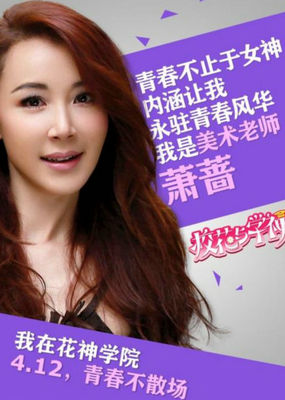 青春不止于女神
内涵让我
永驻青春风华
我是美术老师
萧蔷
我在花神学院
4.12，青春不散场